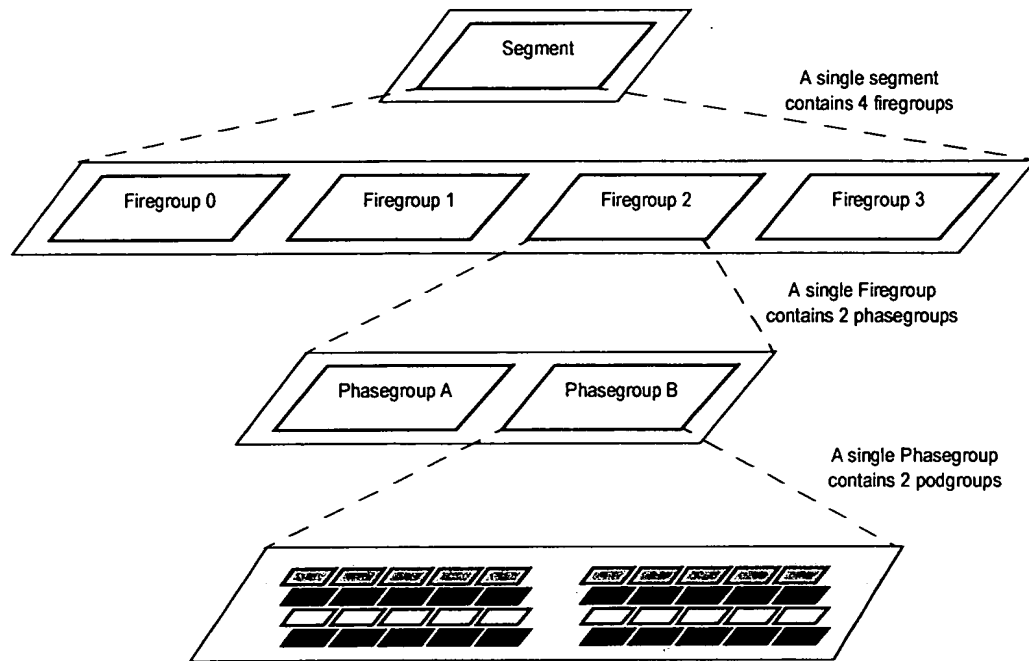 Segment
A single segment
contains 4 firegroups
Firegroup 0
Firegroup 1
Firegroup 2
Firegroup 3
A single Firegroup
contains 2 phasegroups
Phasegroup A
Phasegroup B
A single Phasegroup
contains 2 podgroups